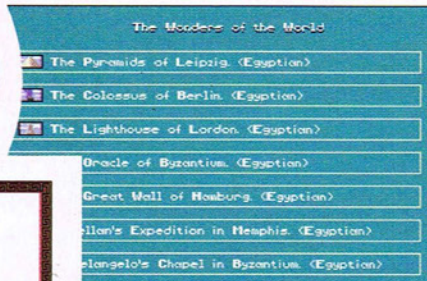 The Wonders of the World
The Pyramids of Leipzig. (Egyptian)
The Colossus of Berlin. (Egyptian)
The Lighthouse of London. (Egyptian)
Oracle of Byzantium. (Egyptian)
Great Wall of Hamburg. (Egyptian)
ellan's Expedition in Memphis. (Egyptian)
elangelo's Chapel in Byzantium. (Egyptian)